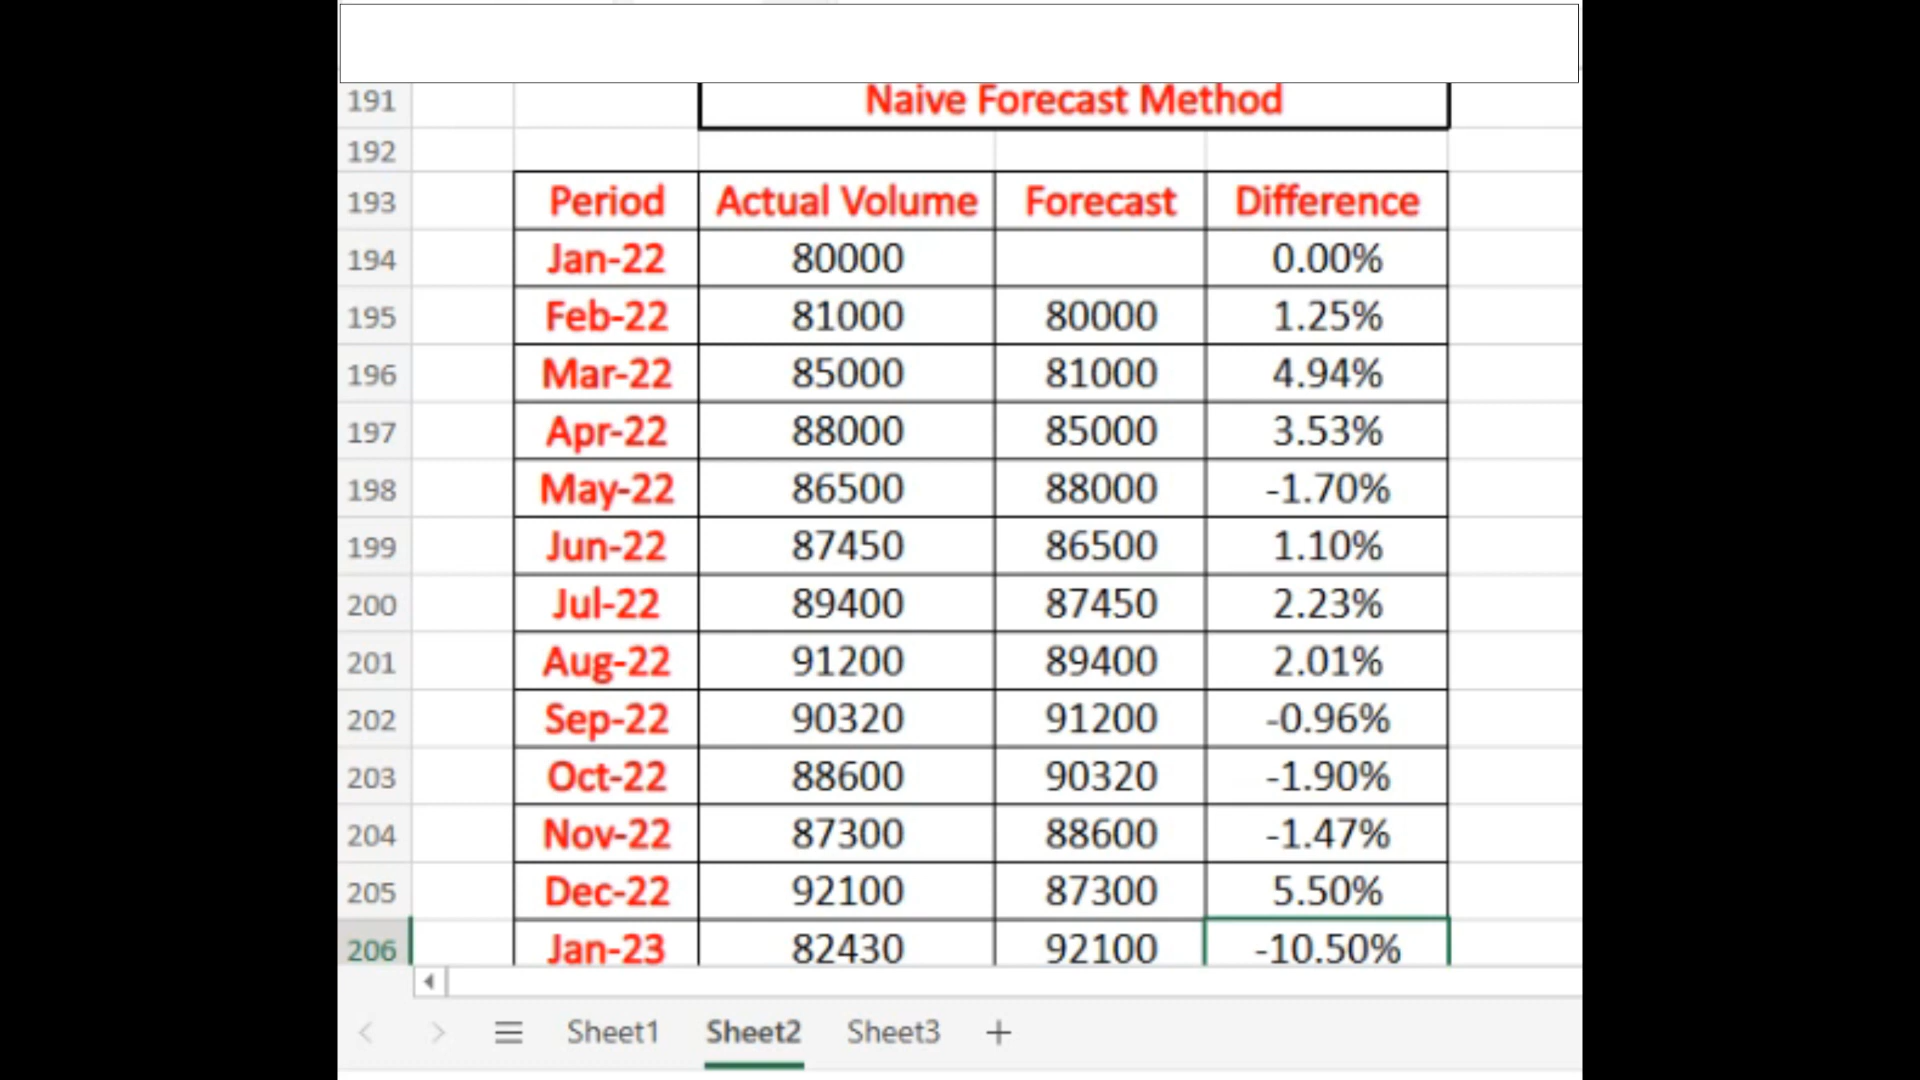 191 Naive Forecast Method
192
193 Period Actual Volume Forecast Difference
194 Jan-22 80000 0.00%
195 Feb-22 81000 80000 1.25%
196 Mar-22 85000 81000 4.94%
197 Apr-22 88000 85000 3.53%
198 May-22 86500 88000 -1.70%
199 Jun-22 87450 86500 1.10%
200 Jul-22 89400 87450 2.23%
201 Aug-22 91200 89400 2.01%
202 Sep-22 90320 91200 -0.96%
203 Oct-22 88600 90320 -1.90%
204 Nov-22 87300 88600 -1.47%
205 Dec-22 92100 87300 5.50%
206 Jan-23 82430 92100 -10.50%
Sheet1 Sheet2 Sheet3 +